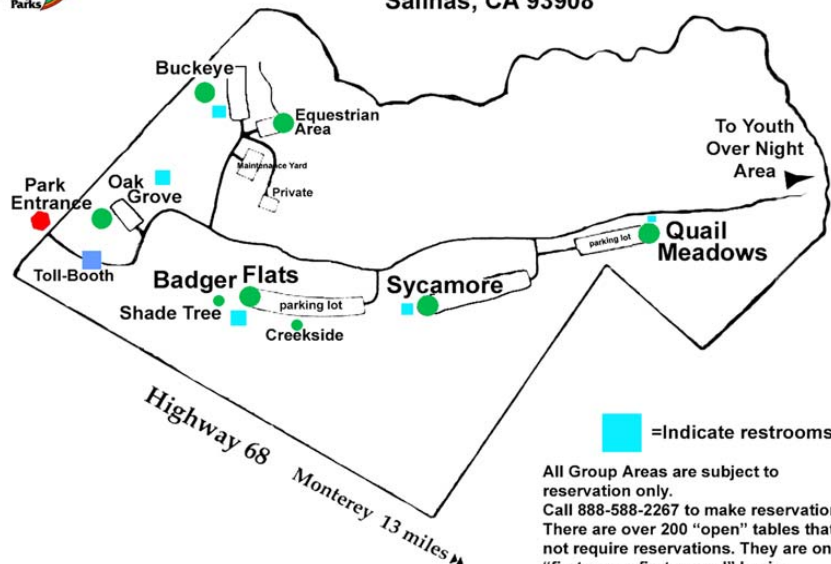 Parks
Salinas, CA 93908
Buckeye
Equestrian
Area
To Youth
Over Night
Area
Maintenance Yard
Private
Park
Entrance
Oak
Grove
Quail
Meadows
parking lot
Toll-Booth
Badger Flats
Sycamore
parking lot
Shade Tree
Creekside
Highway 68
Monterey 13 miles
=Indicate restrooms
All Group Areas are subject to
reservation only.
Call 888-588-2267 to make reservation
There are over 200 “open” tables that
not require reservations. They are on